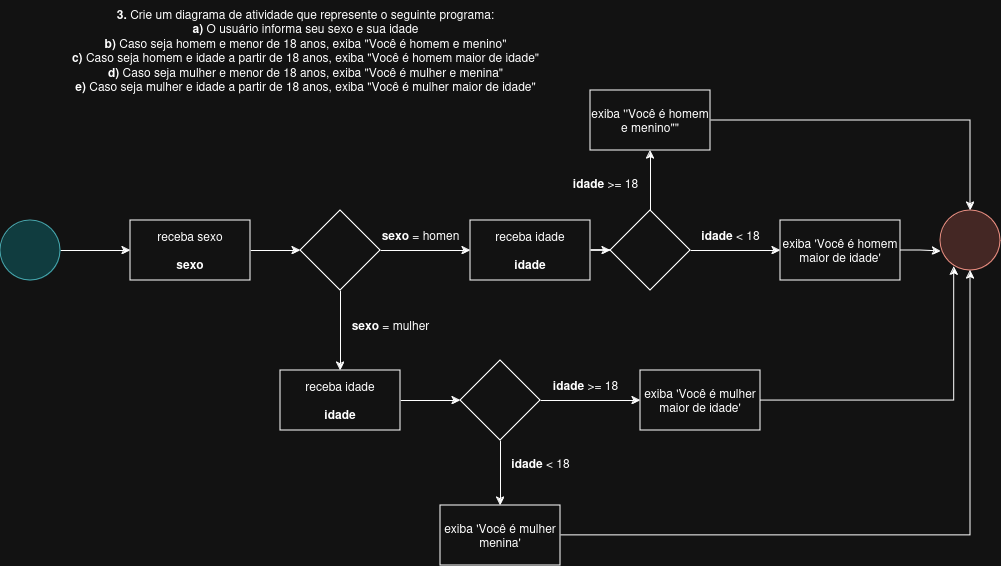 3. Crie um diagrama de atividade que represente o seguinte programa:
a) O usuário informa seu sexo e sua idade
b) Caso seja homem e menor de 18 anos, exiba "Você é homem e menino"
c) Caso seja homem e idade a partir de 18 anos, exiba "Você é homem maior de idade"
d) Caso seja mulher e menor de 18 anos, exiba "Você é mulher e menina"
e) Caso seja mulher e idade a partir de 18 anos, exiba "Você é mulher maior de idade"
exiba "Você é homem
e menino""
idade >= 18
receba sexo
sexo
sexo = homen
receba idade
idade
idade < 18
exiba 'Você é homem
maior de idade'
sexo = mulher
receba idade
idade
idade >= 18
exiba 'Você é mulher
maior de idade'
idade < 18
exiba 'Você é mulher
menina'